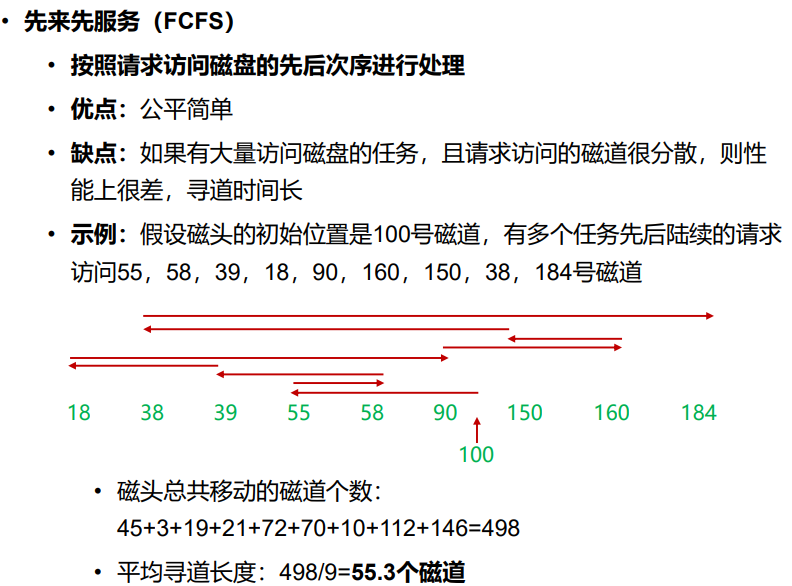 • 先来先服务（FCFS）
• 按照请求访问磁盘的先后次序进行处理
• 优点：公平简单
• 缺点：如果有大量访问磁盘的任务，且请求访问的磁道很分散，则性
能上很差，寻道时间长
• 示例：假设磁头的初始位置是100号磁道，有多个任务先后陆续的请求
访问55，58，39，18，90，160，150，38，184号磁道
18 38 39 55 58 90 150 160 184
100
• 磁头总共移动的磁道个数：
45+3+19+21+72+70+10+112+146=498
• 平均寻道长度：498/9=55.3个磁道